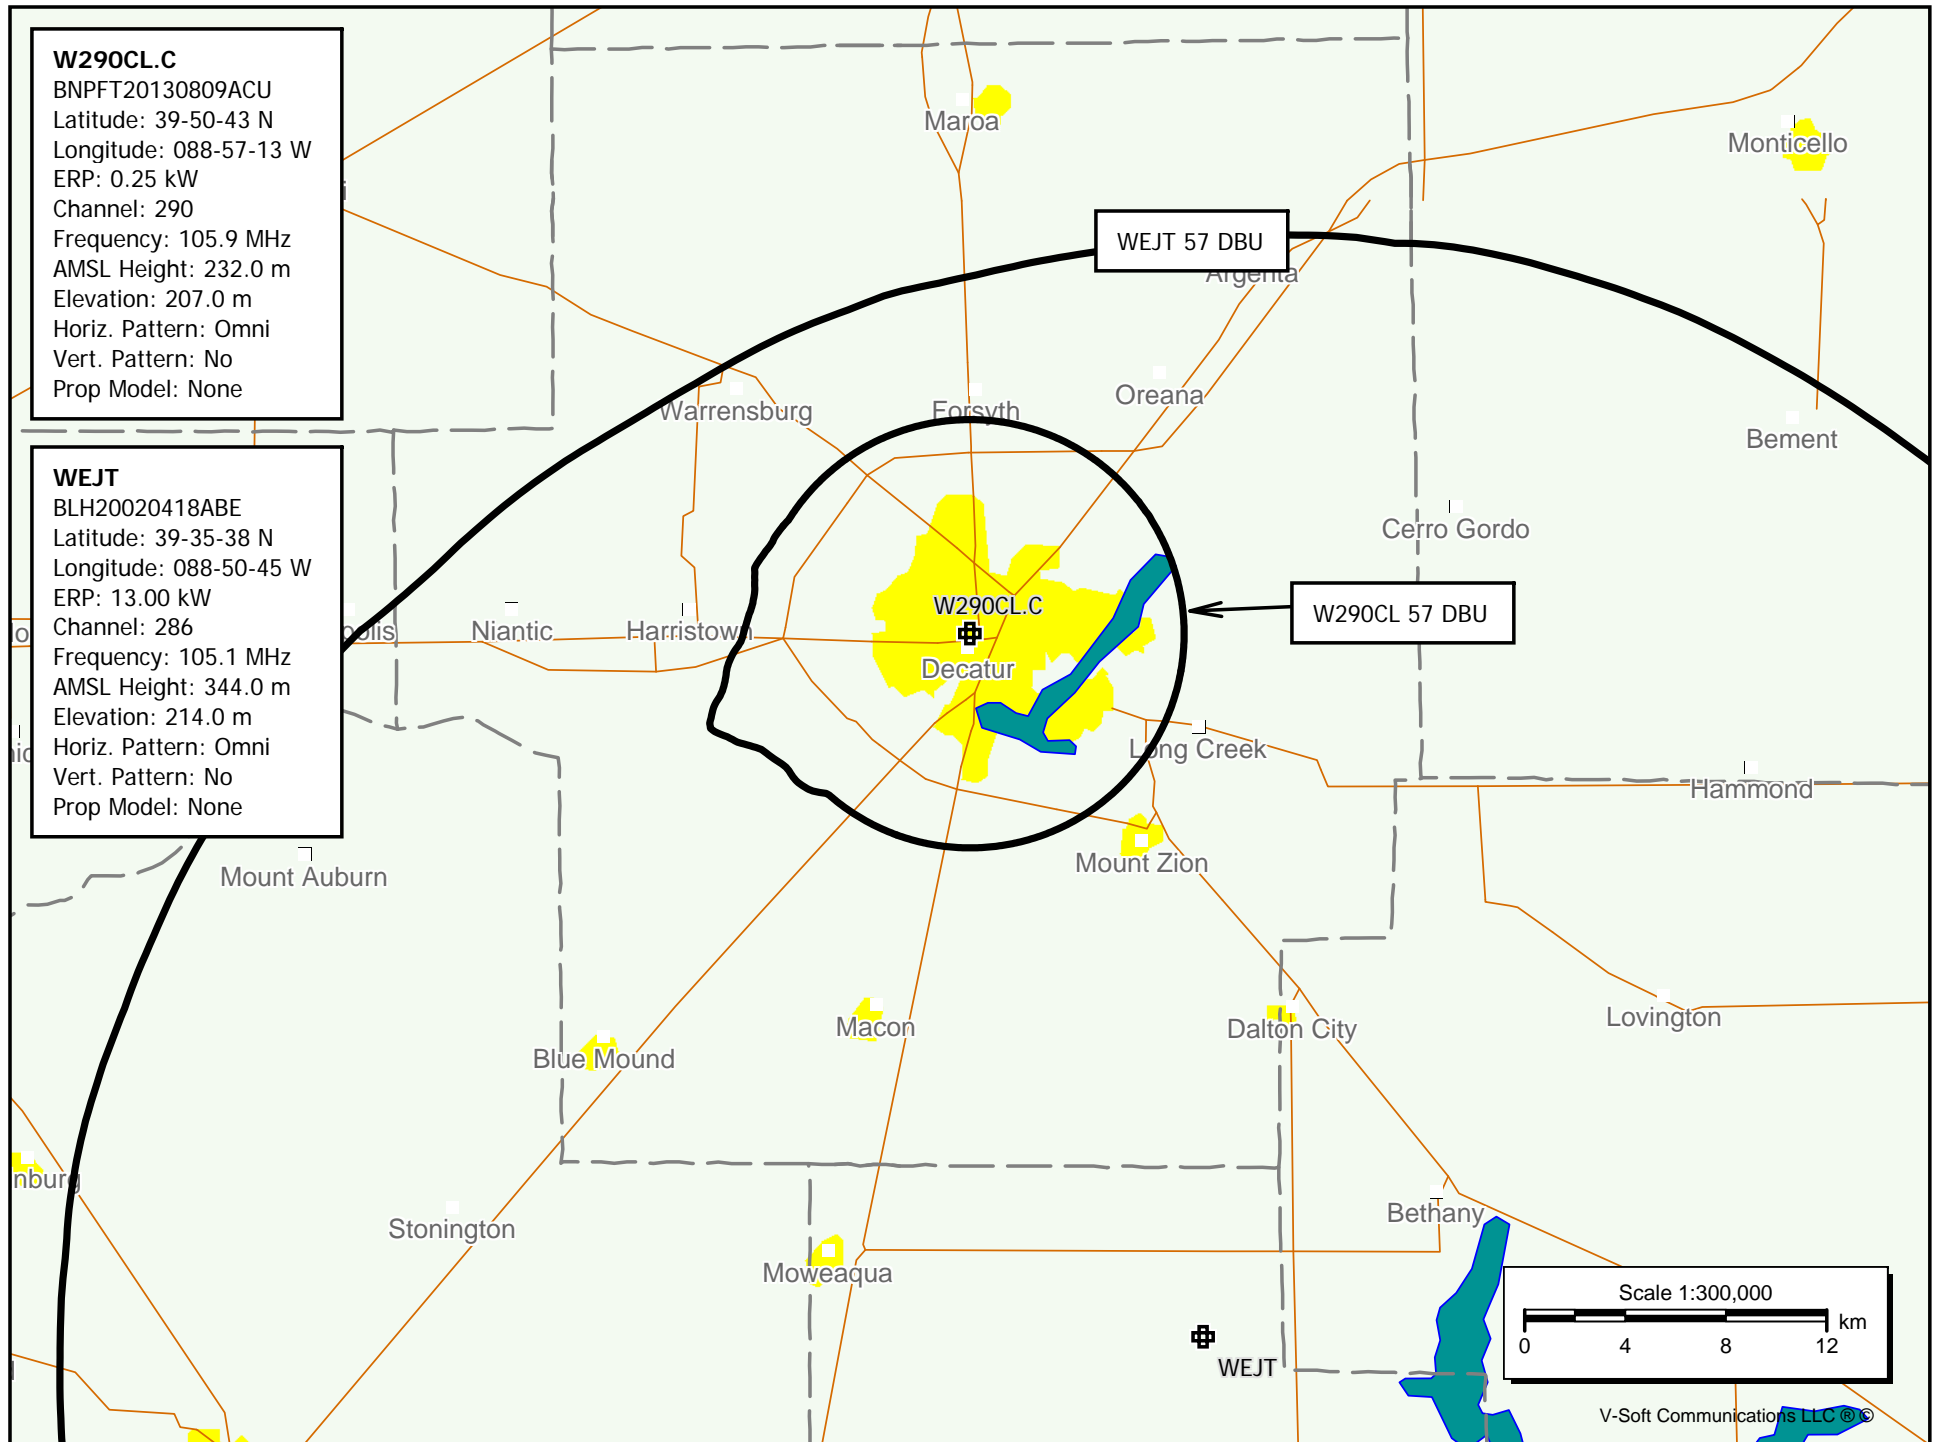 W290CL.C
BNPFT20130809ACU
Latitude: 39-50-43 N
Longitude: 088-57-13 W
ERP: 0.25 kW
Channel: 290
Frequency: 105.9 MHz
AMSL Height: 232.0 m
Elevation: 207.0 m
Horiz. Pattern: Omni
Vert. Pattern: No
Prop Model: None
WEJT
BLH20020418ABE
Latitude: 39-35-38 N
Longitude: 088-50-45 W
ERP: 13.00 kW
Channel: 286
Frequency: 105.1 MHz
AMSL Height: 344.0 m
Elevation: 214.0 m
Horiz. Pattern: Omni
Vert. Pattern: No
Prop Model: None
Maroa
Monticello
WEJT 57 DBU
Argenta
Oreana
Warrensburg
Forsyth
Bement
Cerro Gordo
W290CL.C
W290CL 57 DBU
Niantic
Harristown
Decatur
Long Creek
Hammond
Mount Auburn
Mount Zion
Macon
Dalton City
Lovington
Blue Mound
nburg
Stonington
Bethany
Moweaqua
WEJT
Scale 1:300,000
km
0 4 8 12
V-Soft Communications LLC ® ©